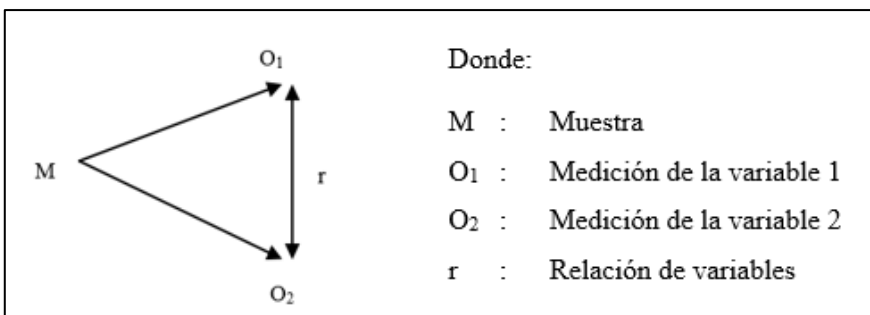 O₁
M
r
O₂
Donde:
M : Muestra
O₁ : Medición de la variable 1
O₂ : Medición de la variable 2
r : Relación de variables